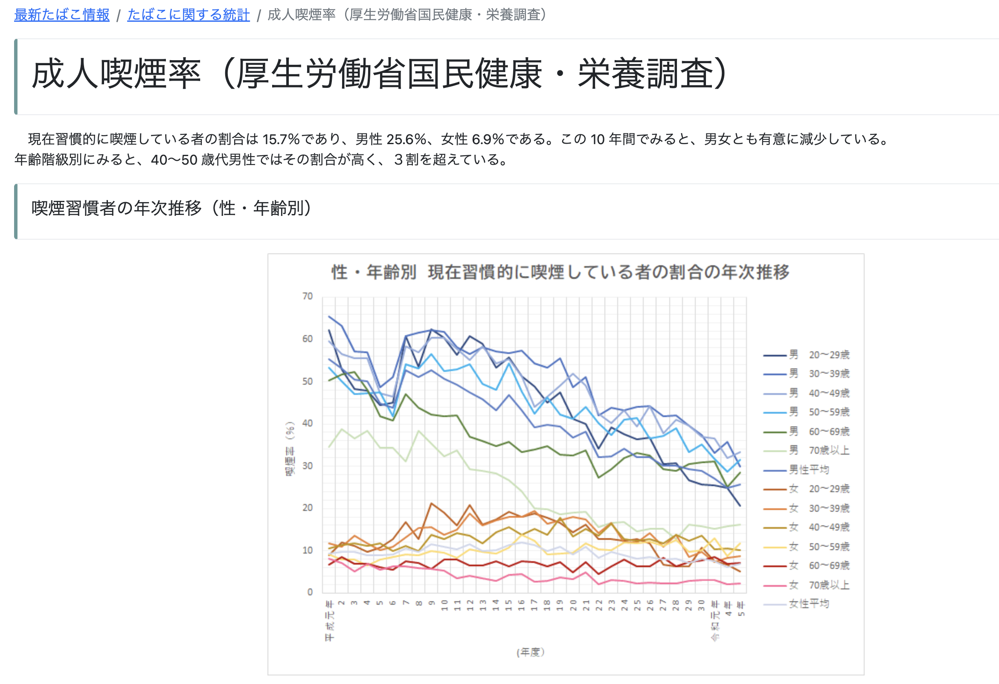 最新たばこ情報 / たばこに関する統計 / 成人喫煙率（厚生労働省国民健康・栄養調査）
成人喫煙率（厚生労働省国民健康・栄養調査）
現在習慣的に喫煙している者の割合は 15.7％であり、男性 25.6％、女性 6.9％である。この 10 年間でみると、男女とも有意に減少している。
年齢階級別にみると、40～50 歳代男性ではその割合が高く、３割を超えている。
喫煙習慣者の年次推移（性・年齢別）
性・年齢別 現在習慣的に喫煙している者の割合の年次推移
70
60
50
40
30
20
10
0
喫煙率（％）
平成元年 2 3 4 5 6 7 8 9 10 11 12 13 14 15 16 17 18 19 20 21 22 23 24 25 26 27 28 29 30 令和元年 4年 5年
(年度）
男 20～29歳
男 30～39歳
男 40～49歳
男 50～59歳
男 60～69歳
男 70歳以上
男性平均
女 20～29歳
女 30～39歳
女 40～49歳
女 50～59歳
女 60～69歳
女 70歳以上
女性平均